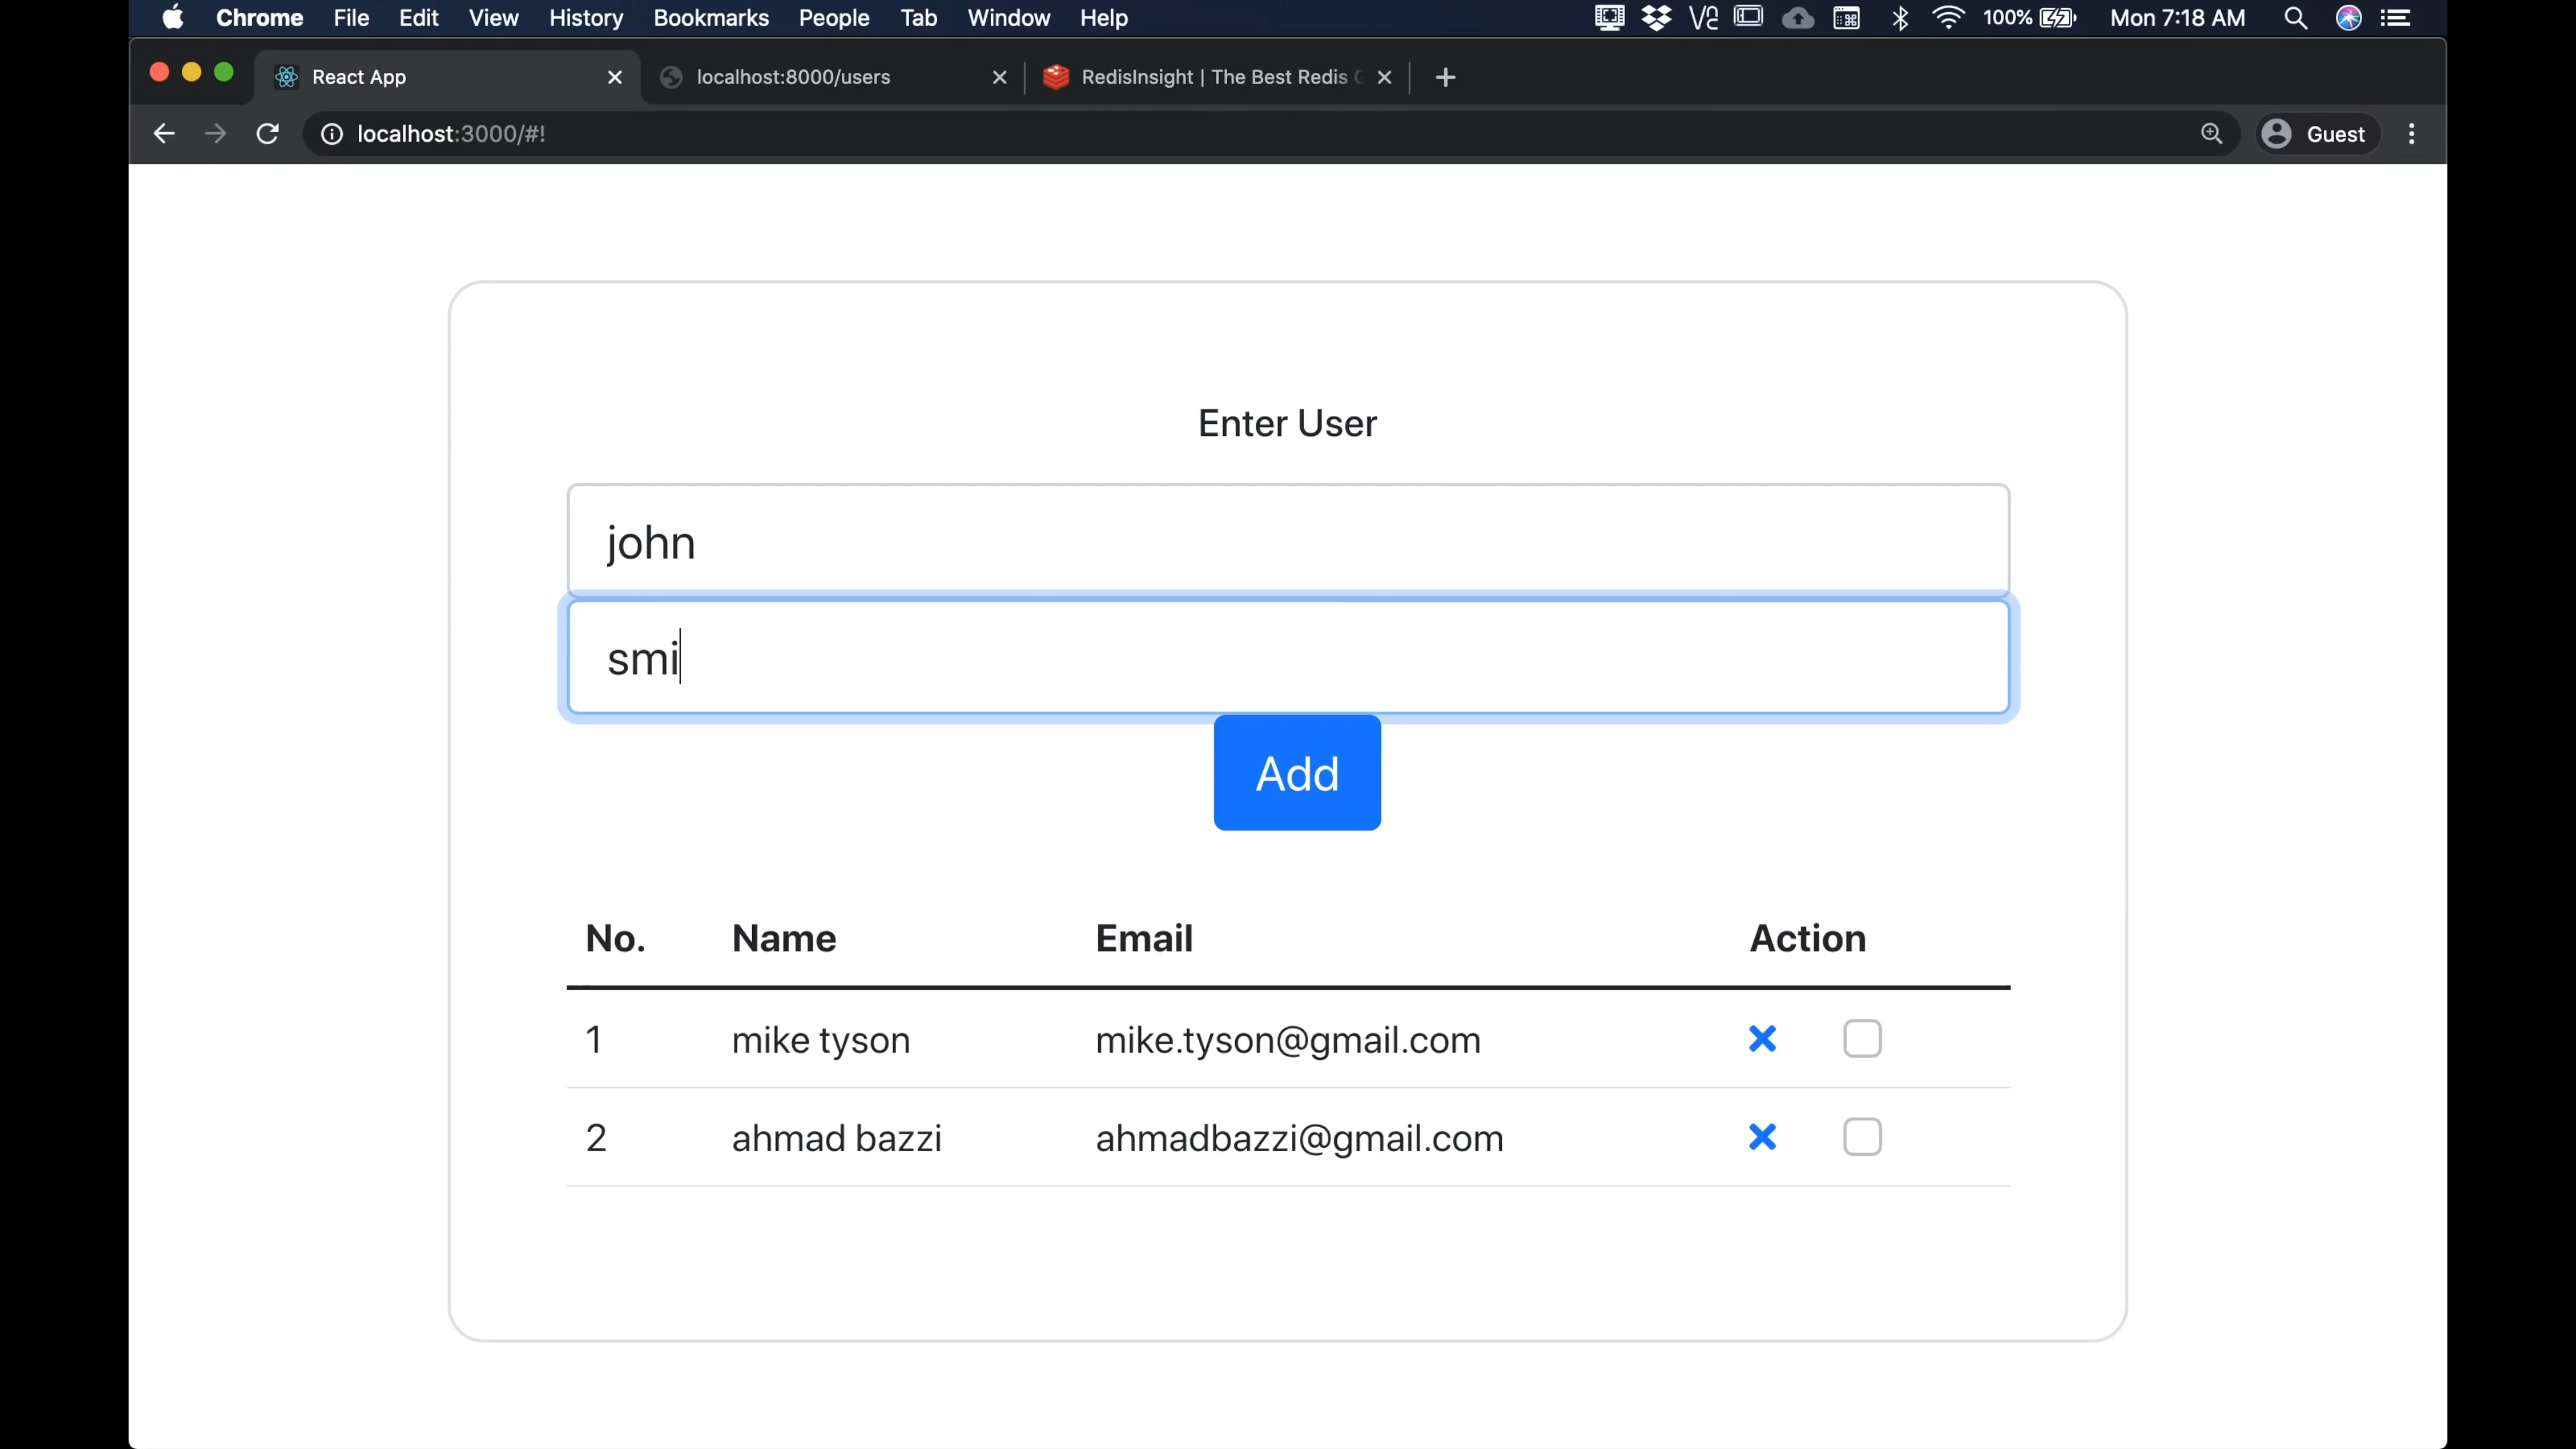 Chrome File Edit View History Bookmarks People Tab Window Help 100% Mon 7:18 AM
React App localhost:8000/users RedisInsight | The Best Redis
localhost:3000/#! Guest
Enter User
john
smi
Add
No. Name Email Action
1 mike tyson mike.tyson@gmail.com
2 ahmad bazzi ahmadbazzi@gmail.com